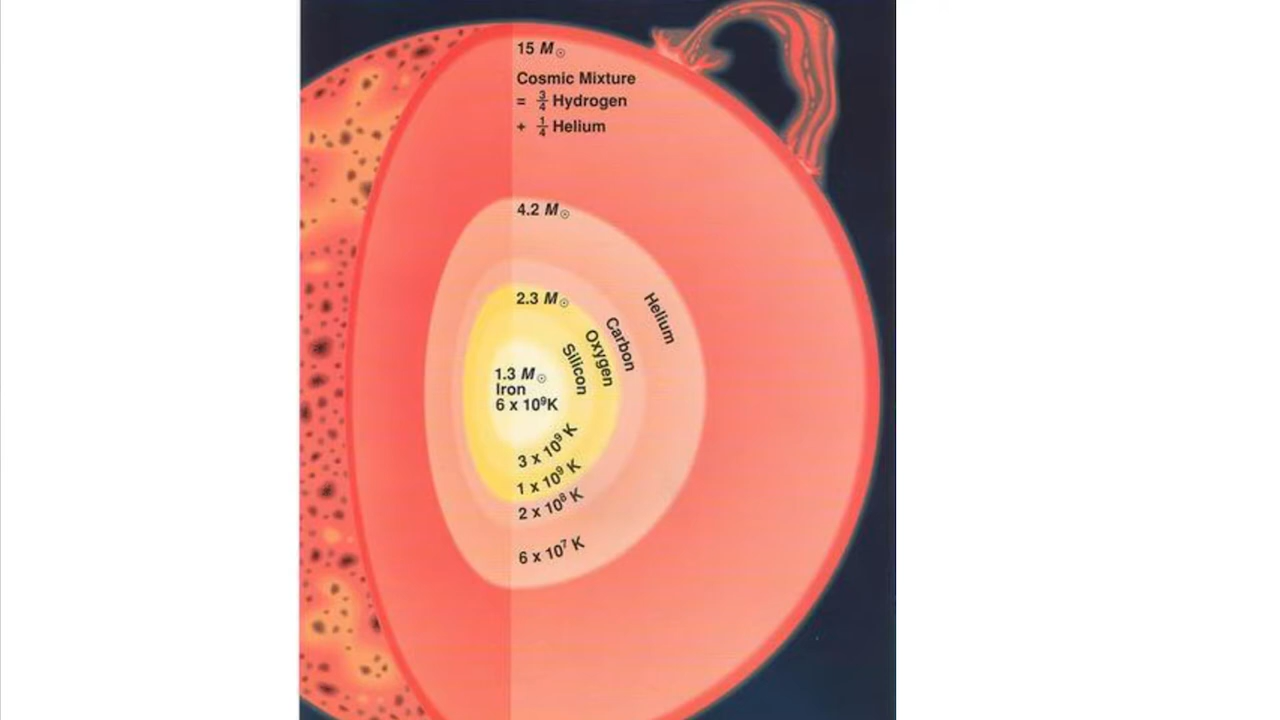 15 M☉
Cosmic Mixture
= 3/4 Hydrogen
+ 1/4 Helium
4.2 M☉
2.3 M☉
Helium
Carbon
Oxygen
Silicon
1.3 M☉
Iron
6 x 10⁹K
3 x 10⁹ K
1 x 10⁹ K
2 x 10⁸ K
6 x 10⁷ K